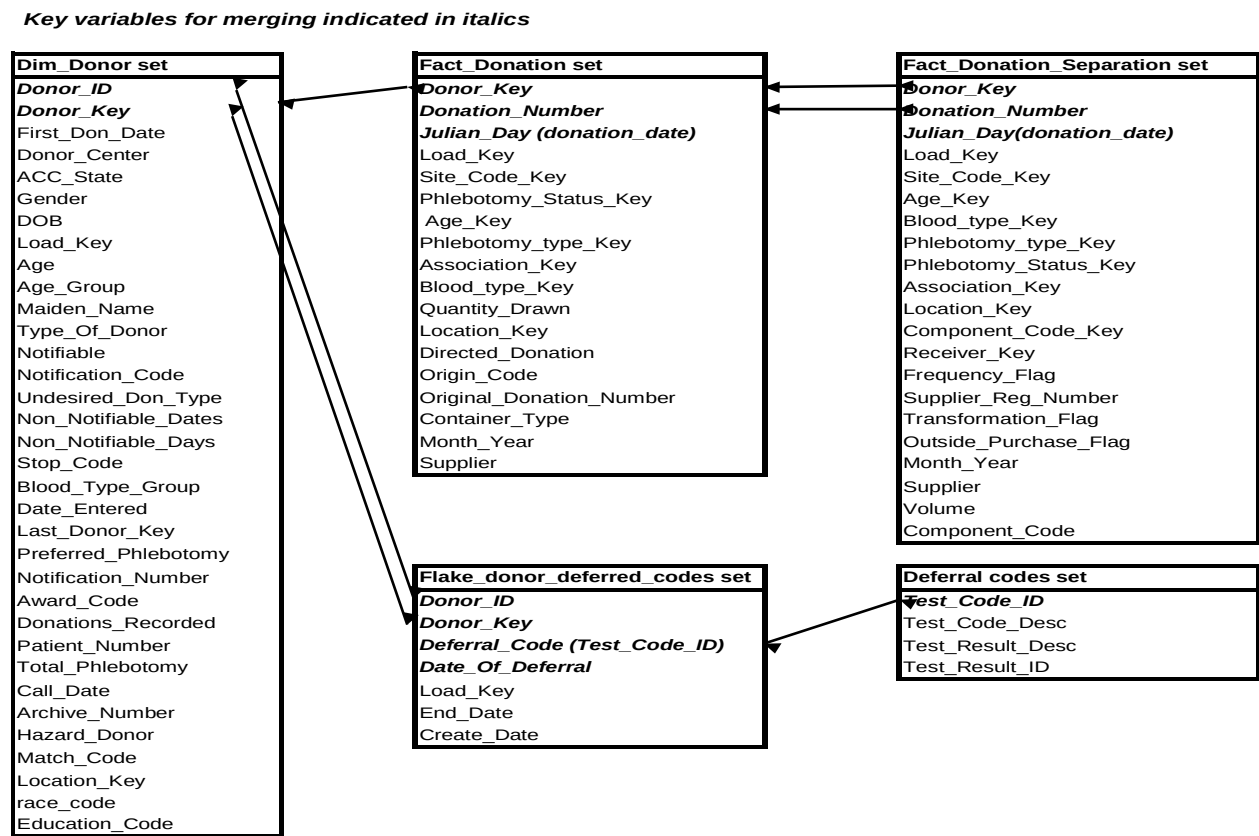 Key variables for merging indicated in italics
Dim_Donor set
Donor_ID
Donor_Key
First_Don_Date
Donor_Center
ACC_State
Gender
DOB
Load_Key
Age
Age_Group
Maiden_Name
Type_Of_Donor
Notifiable
Notification_Code
Undesired_Don_Type
Non_Notifiable_Dates
Non_Notifiable_Days
Stop_Code
Blood_Type_Group
Date_Entered
Last_Donor_Key
Preferred_Phlebotomy
Notification_Number
Award_Code
Donations_Recorded
Patient_Number
Total_Phlebotomy
Call_Date
Archive_Number
Hazard_Donor
Match_Code
Location_Key
race_code
Education_Code
Fact_Donation set
Donor_Key
Donation_Number
Julian_Day (donation_date)
Load_Key
Site_Code_Key
Phlebotomy_Status_Key
Age_Key
Phlebotomy_type_Key
Association_Key
Blood_type_Key
Quantity_Drawn
Location_Key
Directed_Donation
Origin_Code
Original_Donation_Number
Container_Type
Month_Year
Supplier
Fact_Donation_Separation set
Donor_Key
Donation_Number
Julian_Day(donation_date)
Load_Key
Site_Code_Key
Age_Key
Blood_type_Key
Phlebotomy_type_Key
Phlebotomy_Status_Key
Association_Key
Location_Key
Component_Code_Key
Receiver_Key
Frequency_Flag
Supplier_Reg_Number
Transformation_Flag
Outside_Purchase_Flag
Month_Year
Supplier
Volume
Component_Code
Flake_donor_deferred_codes set
Donor_ID
Donor_Key
Deferral_Code (Test_Code_ID)
Date_Of_Deferral
Load_Key
End_Date
Create_Date
Deferral codes set
Test_Code_ID
Test_Code_Desc
Test_Result_Desc
Test_Result_ID